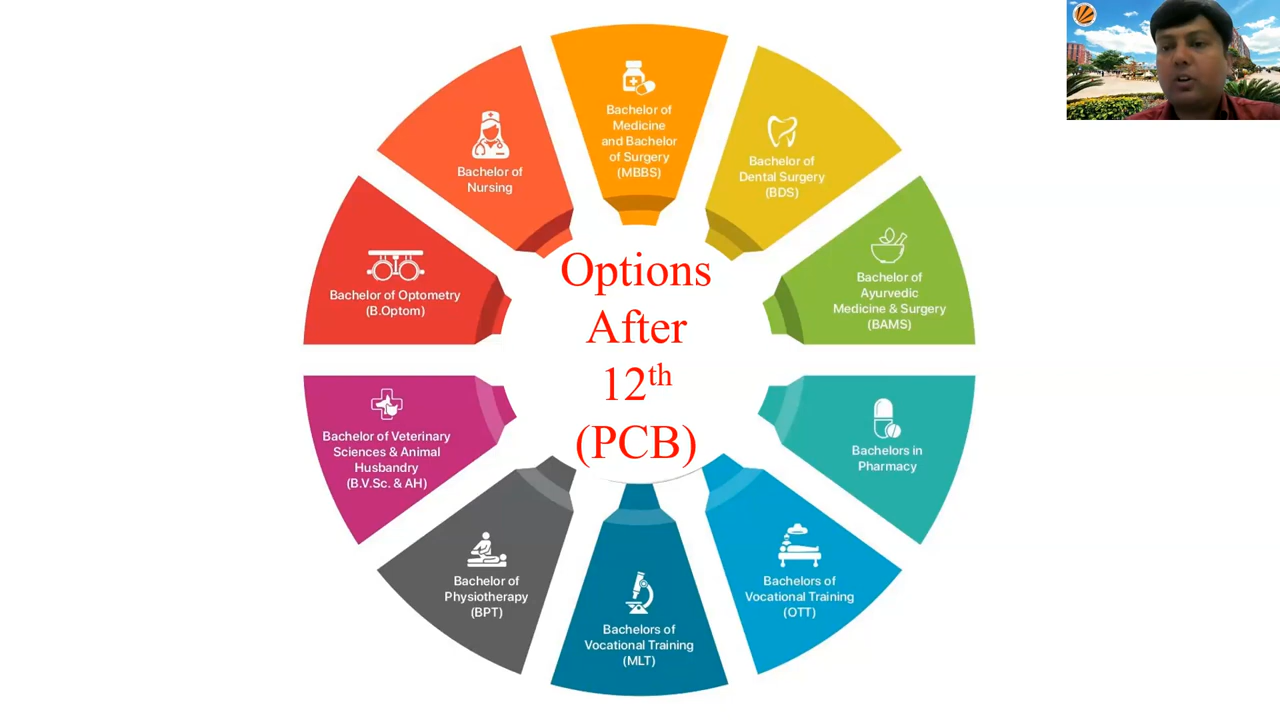 Options
After
12th
(PCB)
Bachelor of
Medicine
and Bachelor
of Surgery
(MBBS)
Bachelor of
Dental Surgery
(BDS)
Bachelor of
Ayurvedic
Medicine & Surgery
(BAMS)
Bachelors in
Pharmacy
Bachelors of
Vocational Training
(OTT)
Bachelors of
Vocational Training
(MLT)
Bachelor of
Physiotherapy
(BPT)
Bachelor of Veterinary
Sciences & Animal
Husbandry
(B.V.Sc. & AH)
Bachelor of Optometry
(B.Optom)
Bachelor of
Nursing